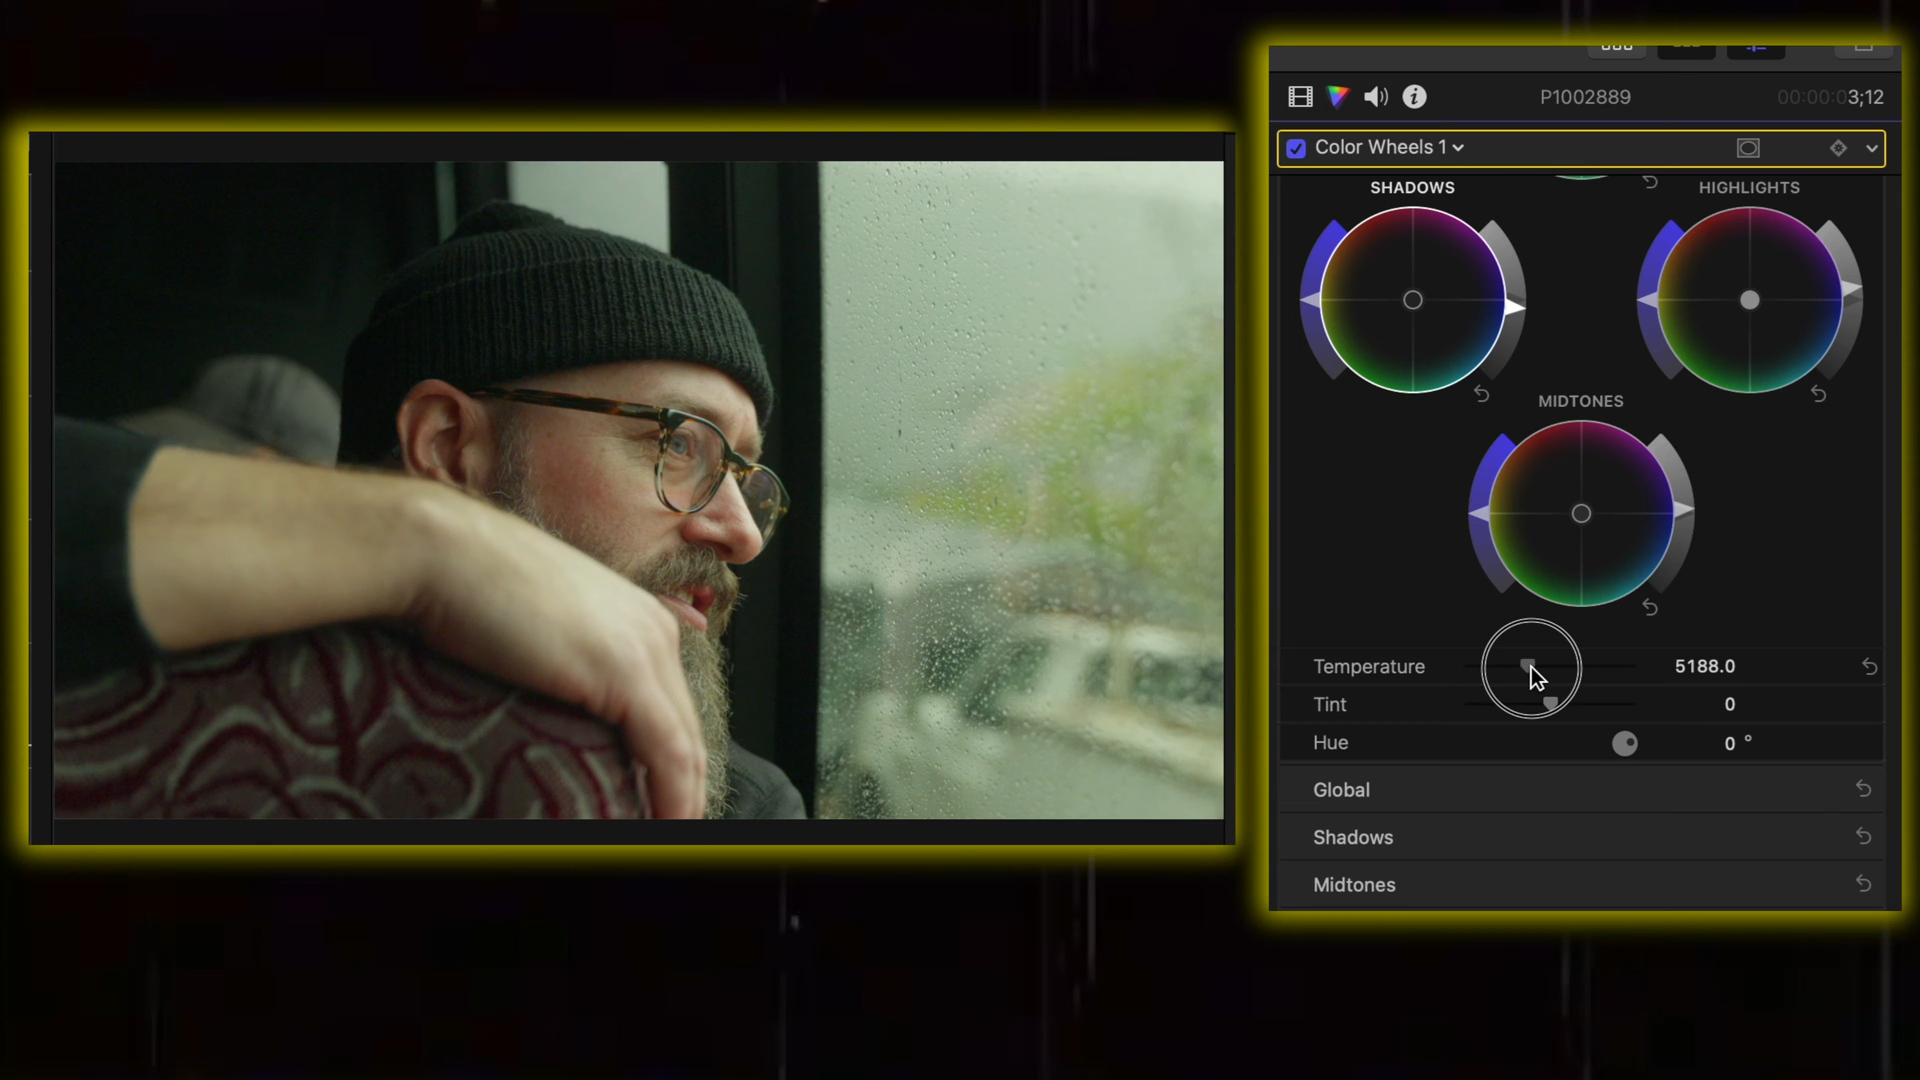 P1002889 00:00:03;12
Color Wheels 1
SHADOWS HIGHLIGHTS
MIDTONES
Temperature 5188.0
Tint 0
Hue 0 °
Global
Shadows
Midtones